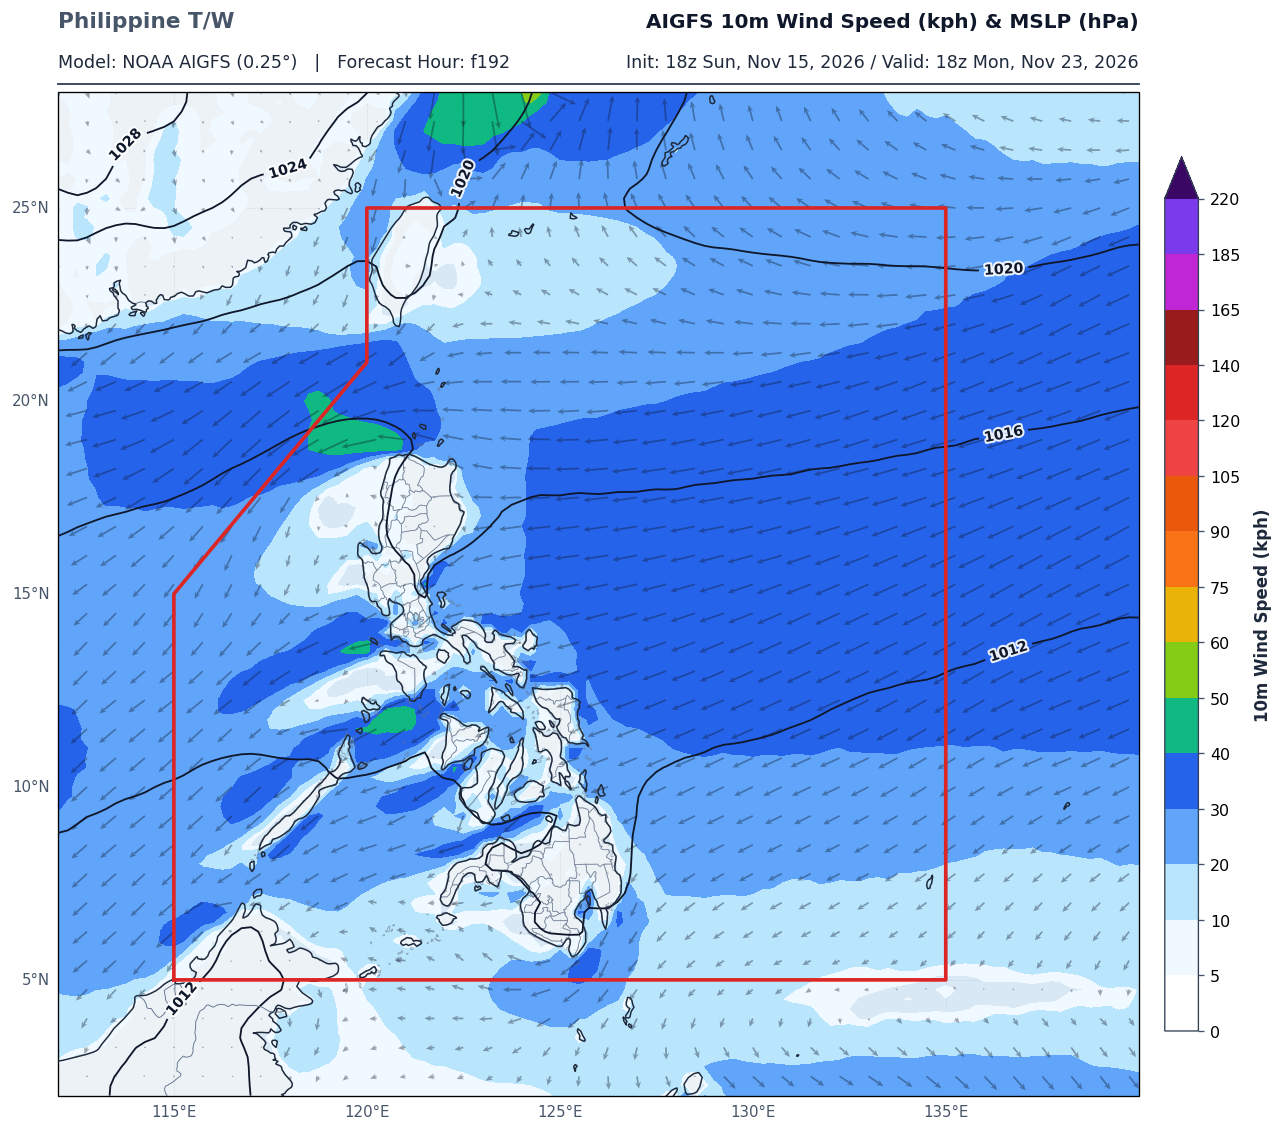 Philippine T/W
AIGFS 10m Wind Speed (kph) & MSLP (hPa)
Model: NOAA AIGFS (0.25°) | Forecast Hour: f192
Init: 18z Sun, Nov 15, 2026 / Valid: 18z Mon, Nov 23, 2026
1028
1024
1020
25°N
1020
20°N
1016
15°N
1012
10°N
5°N
1012
115°E
120°E
125°E
130°E
135°E
220
185
165
140
120
105
90
75
60
50
40
30
20
10
5
0
10m Wind Speed (kph)